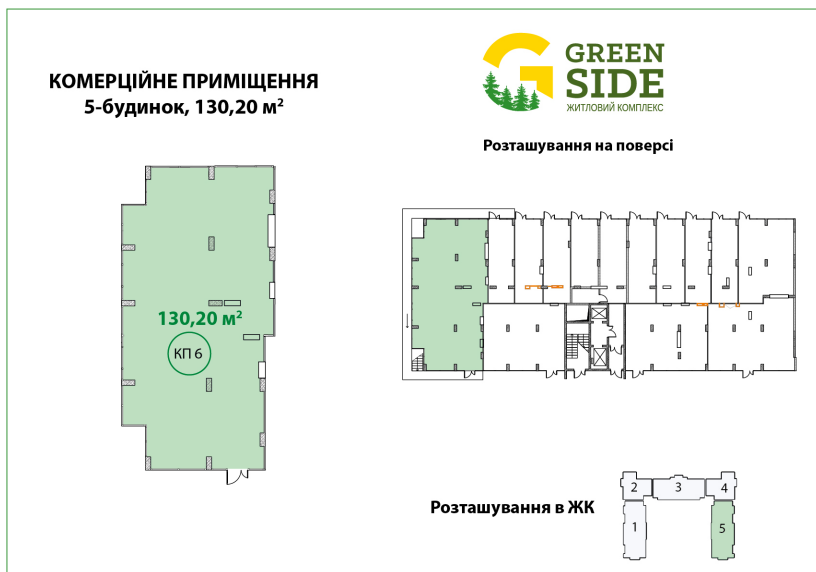 КОМЕРЦІЙНЕ ПРИМІЩЕННЯ
5-будинок, 130,20 м²
GREEN
SIDE
ЖИТЛОВИЙ КОМПЛЕКС
Розташування на поверсі
130,20 м²
КП 6
Розташування в ЖК
2
3
4
1
5